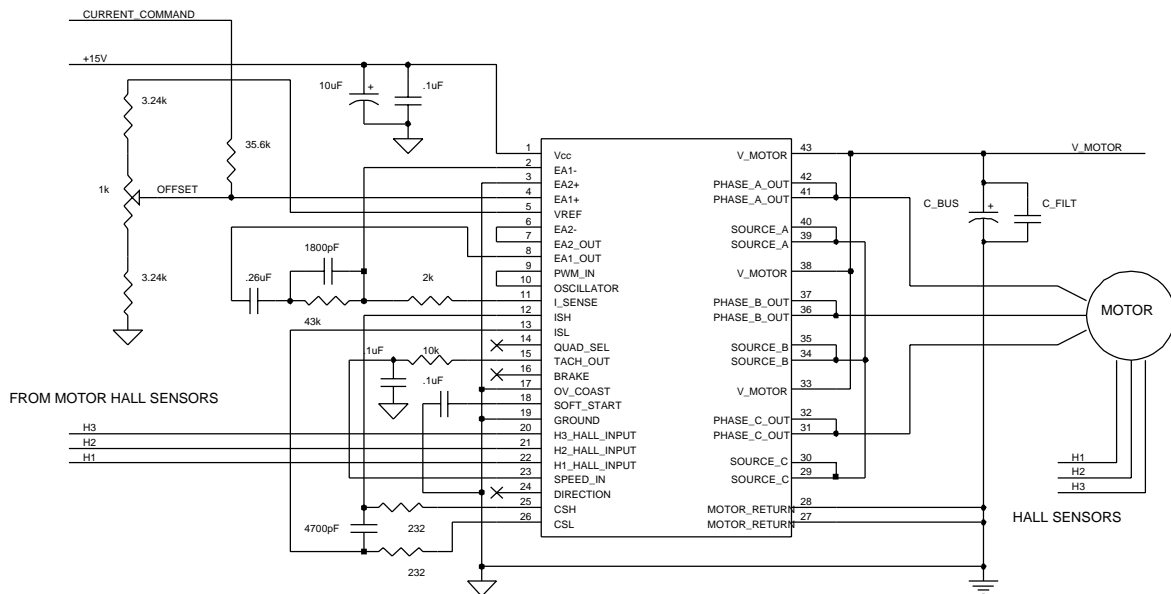 CURRENT_COMMAND
+15V
3.24k
10uF
+
.1uF
35.6k
1k
OFFSET
3.24k
1800pF
.26uF
43k
2k
.1uF
10k
.1uF
FROM MOTOR HALL SENSORS
H3
H2
H1
4700pF
232
232
1 Vcc
2 EA1-
3 EA2+
4 EA1+
5 VREF
6 EA2-
7 EA2_OUT
8 EA1_OUT
9 PWM_IN
10 OSCILLATOR
11 I_SENSE
12 ISH
13 ISL
14 QUAD_SEL
15 TACH_OUT
16 BRAKE
17 OV_COAST
18 SOFT_START
19 GROUND
20 H3_HALL_INPUT
21 H2_HALL_INPUT
22 H1_HALL_INPUT
23 SPEED_IN
24 DIRECTION
25 CSH
26 CSL
V_MOTOR 43
PHASE_A_OUT 42
PHASE_A_OUT 41
SOURCE_A 40
SOURCE_A 39
V_MOTOR 38
PHASE_B_OUT 37
PHASE_B_OUT 36
SOURCE_B 35
SOURCE_B 34
V_MOTOR 33
PHASE_C_OUT 32
PHASE_C_OUT 31
SOURCE_C 30
SOURCE_C 29
MOTOR_RETURN 28
MOTOR_RETURN 27
V_MOTOR
C_BUS
+
C_FILT
MOTOR
H1
H2
H3
HALL SENSORS